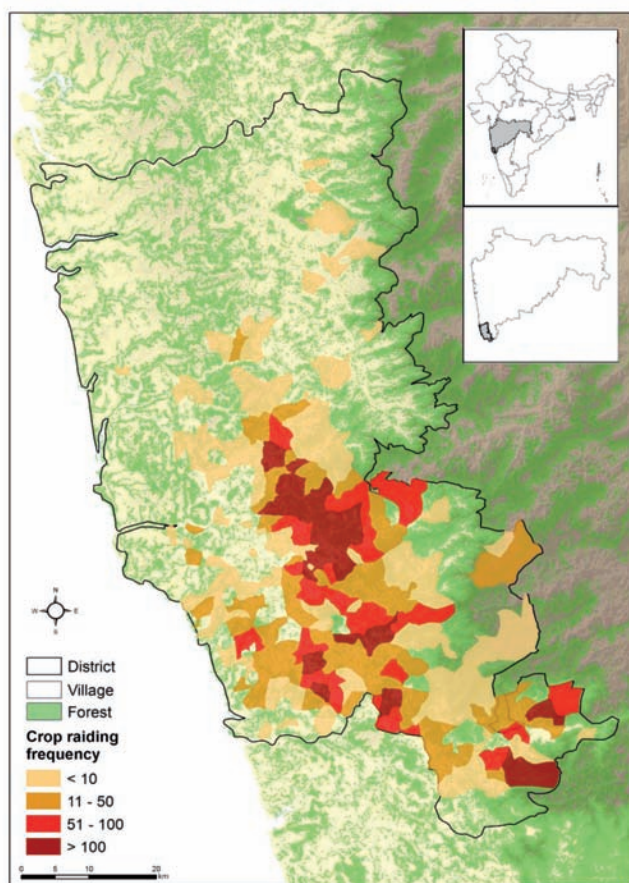 N
W E
S
District
Village
Forest
Crop raiding
frequency
< 10
11 - 50
51 - 100
> 100
0 5 10 20
km